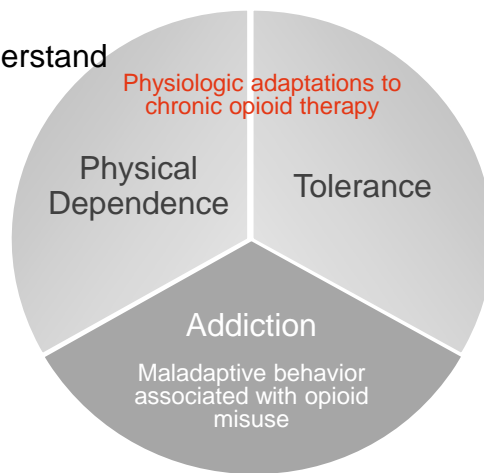 erstand
Physiologic adaptations to
chronic opioid therapy
Physical
Dependence
Tolerance
Addiction
Maladaptive behavior
associated with opioid
misuse